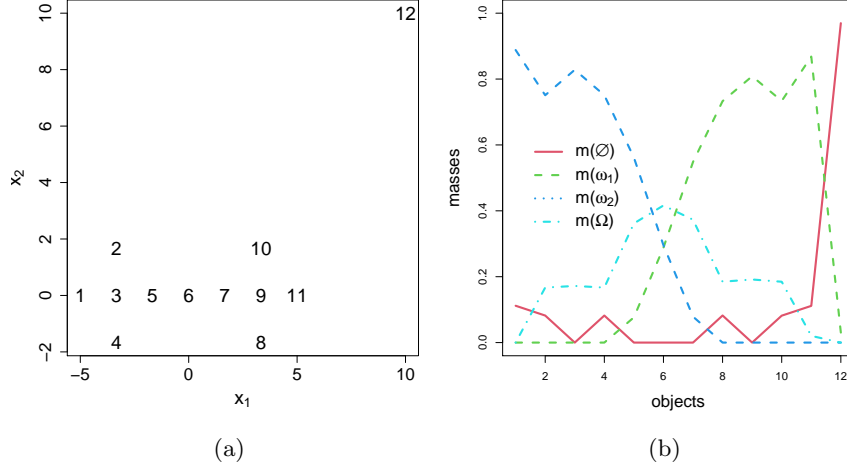 10
8
6
4
2
0
-2
x₂
12
2
10
1 3 5 6 7 9 11
4
8
-5 0 5 10
x₁
(a)
1.0
0.8
0.6
0.4
0.2
0.0
masses
m(∅)
m(ω₁)
m(ω₂)
m(Ω)
2 4 6 8 10 12
objects
(b)